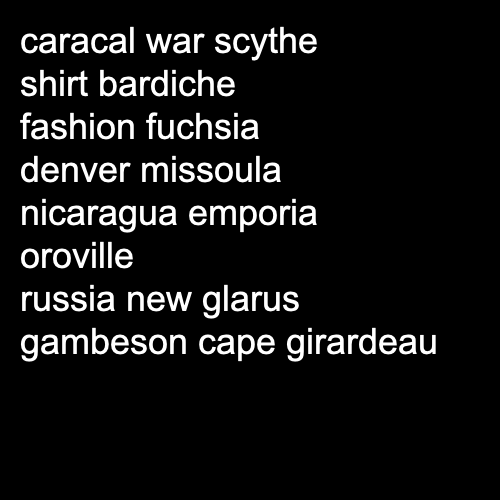 caracal war scythe
shirt bardiche
fashion fuchsia
denver missoula
nicaragua emporia
oroville
russia new glarus
gambeson cape girardeau